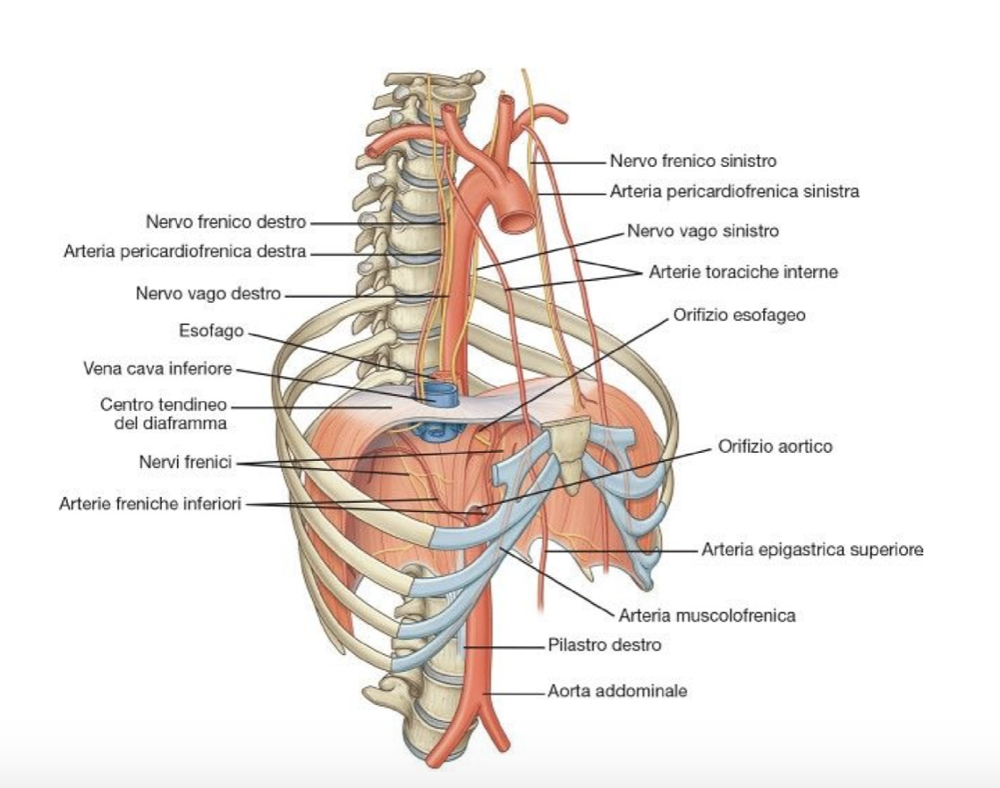 Nervo frenico destro
Arteria pericardiofrenica destra
Nervo vago destro
Esofago
Vena cava inferiore
Centro tendineo
del diaframma
Nervi frenici
Arterie freniche inferiori
Nervo frenico sinistro
Arteria pericardiofrenica sinistra
Nervo vago sinistro
Arterie toraciche interne
Orifizio esofageo
Orifizio aortico
Arteria epigastrica superiore
Arteria muscolofrenica
Pilastro destro
Aorta addominale